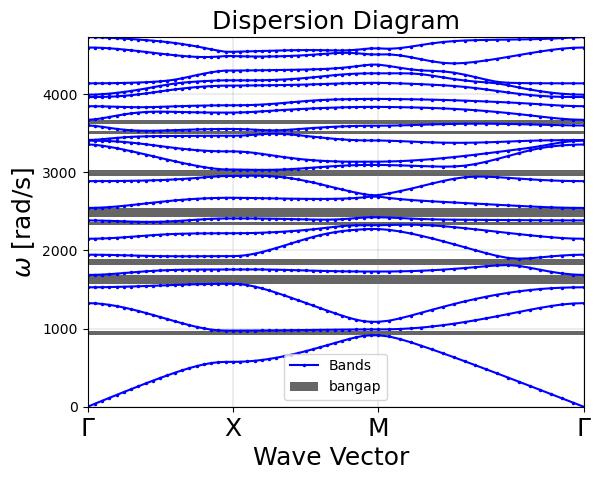 Dispersion Diagram
4000
3000
2000
1000
0
ω [rad/s]
Bands
bangap
Γ X M Γ
Wave Vector